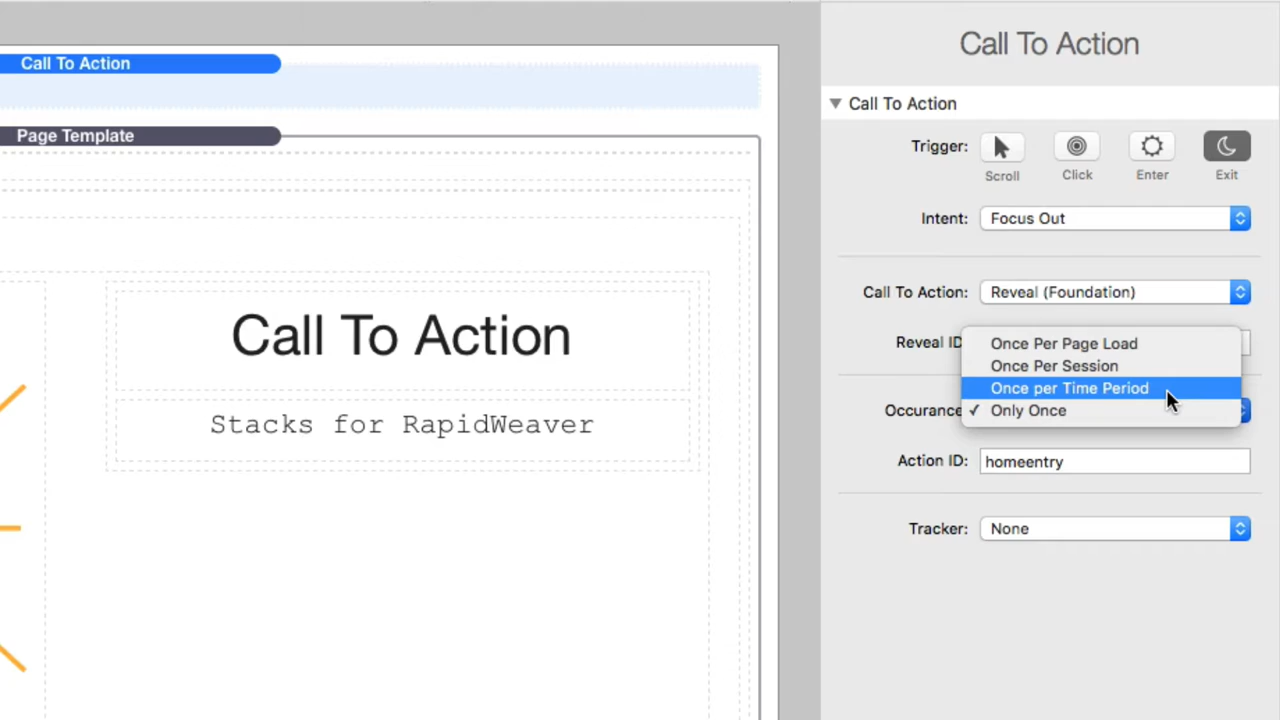 Call To Action
Page Template
Call To Action
Stacks for RapidWeaver
Call To Action
Call To Action
Trigger:
Scroll
Click
Enter
Exit
Intent: Focus Out
Call To Action: Reveal (Foundation)
Reveal ID
Once Per Page Load
Once Per Session
Once per Time Period
Occurance ✓ Only Once
Action ID: homeentry
Tracker: None